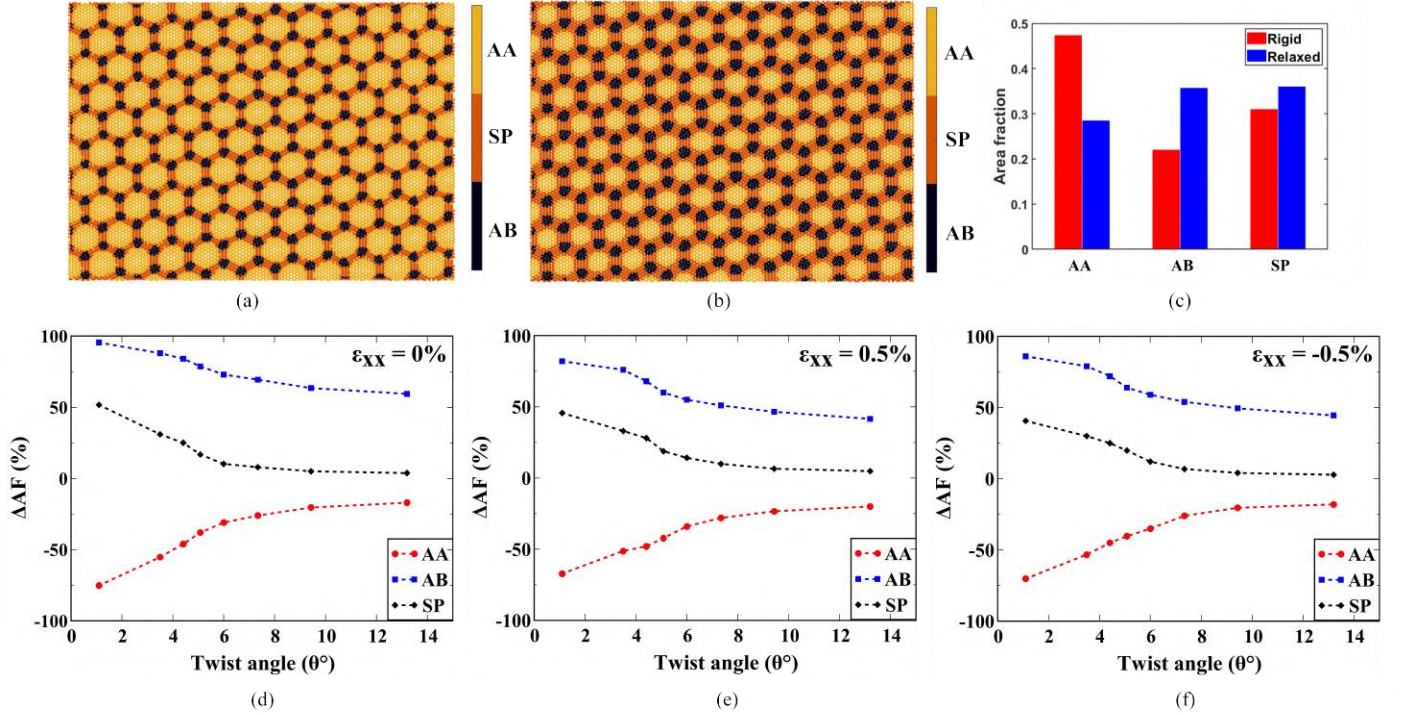 AA
SP
AB
(a)
AA
SP
AB
(b)
0.5
0.4
0.3
0.2
0.1
0
Area fraction
Rigid
Relaxed
AA AB SP
(c)
100
50
0
-50
-100
ΔAF (%)
εxx = 0%
AA
AB
SP
0 2 4 6 8 10 12 14
Twist angle (θ°)
(d)
100
50
0
-50
-100
ΔAF (%)
εxx = 0.5%
AA
AB
SP
0 2 4 6 8 10 12 14
Twist angle (θ°)
(e)
100
50
0
-50
-100
ΔAF (%)
εxx = -0.5%
AA
AB
SP
0 2 4 6 8 10 12 14
Twist angle (θ°)
(f)